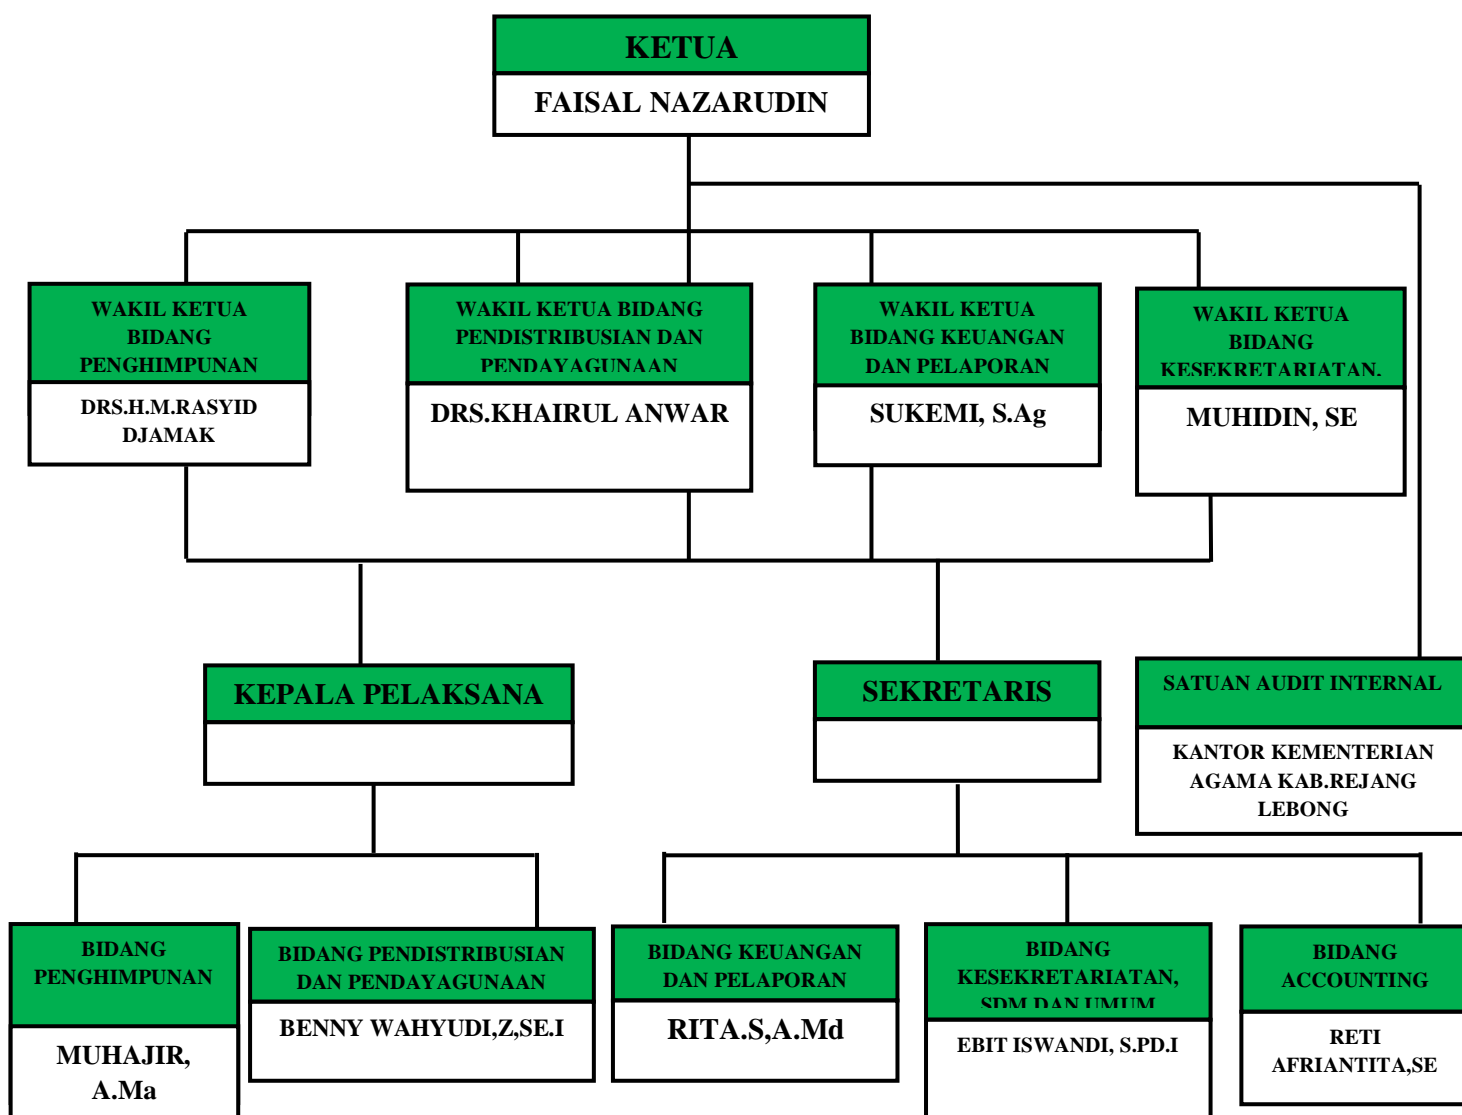 KETUA
FAISAL NAZARUDIN
WAKIL KETUA
BIDANG
PENGHIMPUNAN
DRS.H.M.RASYID
DJAMAK
WAKIL KETUA BIDANG
PENDISTRIBUSIAN DAN
PENDAYAGUNAAN
DRS.KHAIRUL ANWAR
WAKIL KETUA
BIDANG KEUANGAN
DAN PELAPORAN
SUKEMI, S.Ag
WAKIL KETUA
BIDANG
KESEKRETARIATAN,
MUHIDIN, SE
KEPALA PELAKSANA
SEKRETARIS
SATUAN AUDIT INTERNAL
KANTOR KEMENTERIAN
AGAMA KAB.REJANG
LEBONG
BIDANG
PENGHIMPUNAN
MUHAJIR,
A.Ma
BIDANG PENDISTRIBUSIAN
DAN PENDAYAGUNAAN
BENNY WAHYUDI,Z,SE.I
BIDANG KEUANGAN
DAN PELAPORAN
RITA.S,A.Md
BIDANG
KESEKRETARIATAN,
SDM DAN UMUM
EBIT ISWANDI, S.PD.I
BIDANG
ACCOUNTING
RETI
AFRIANTITA,SE